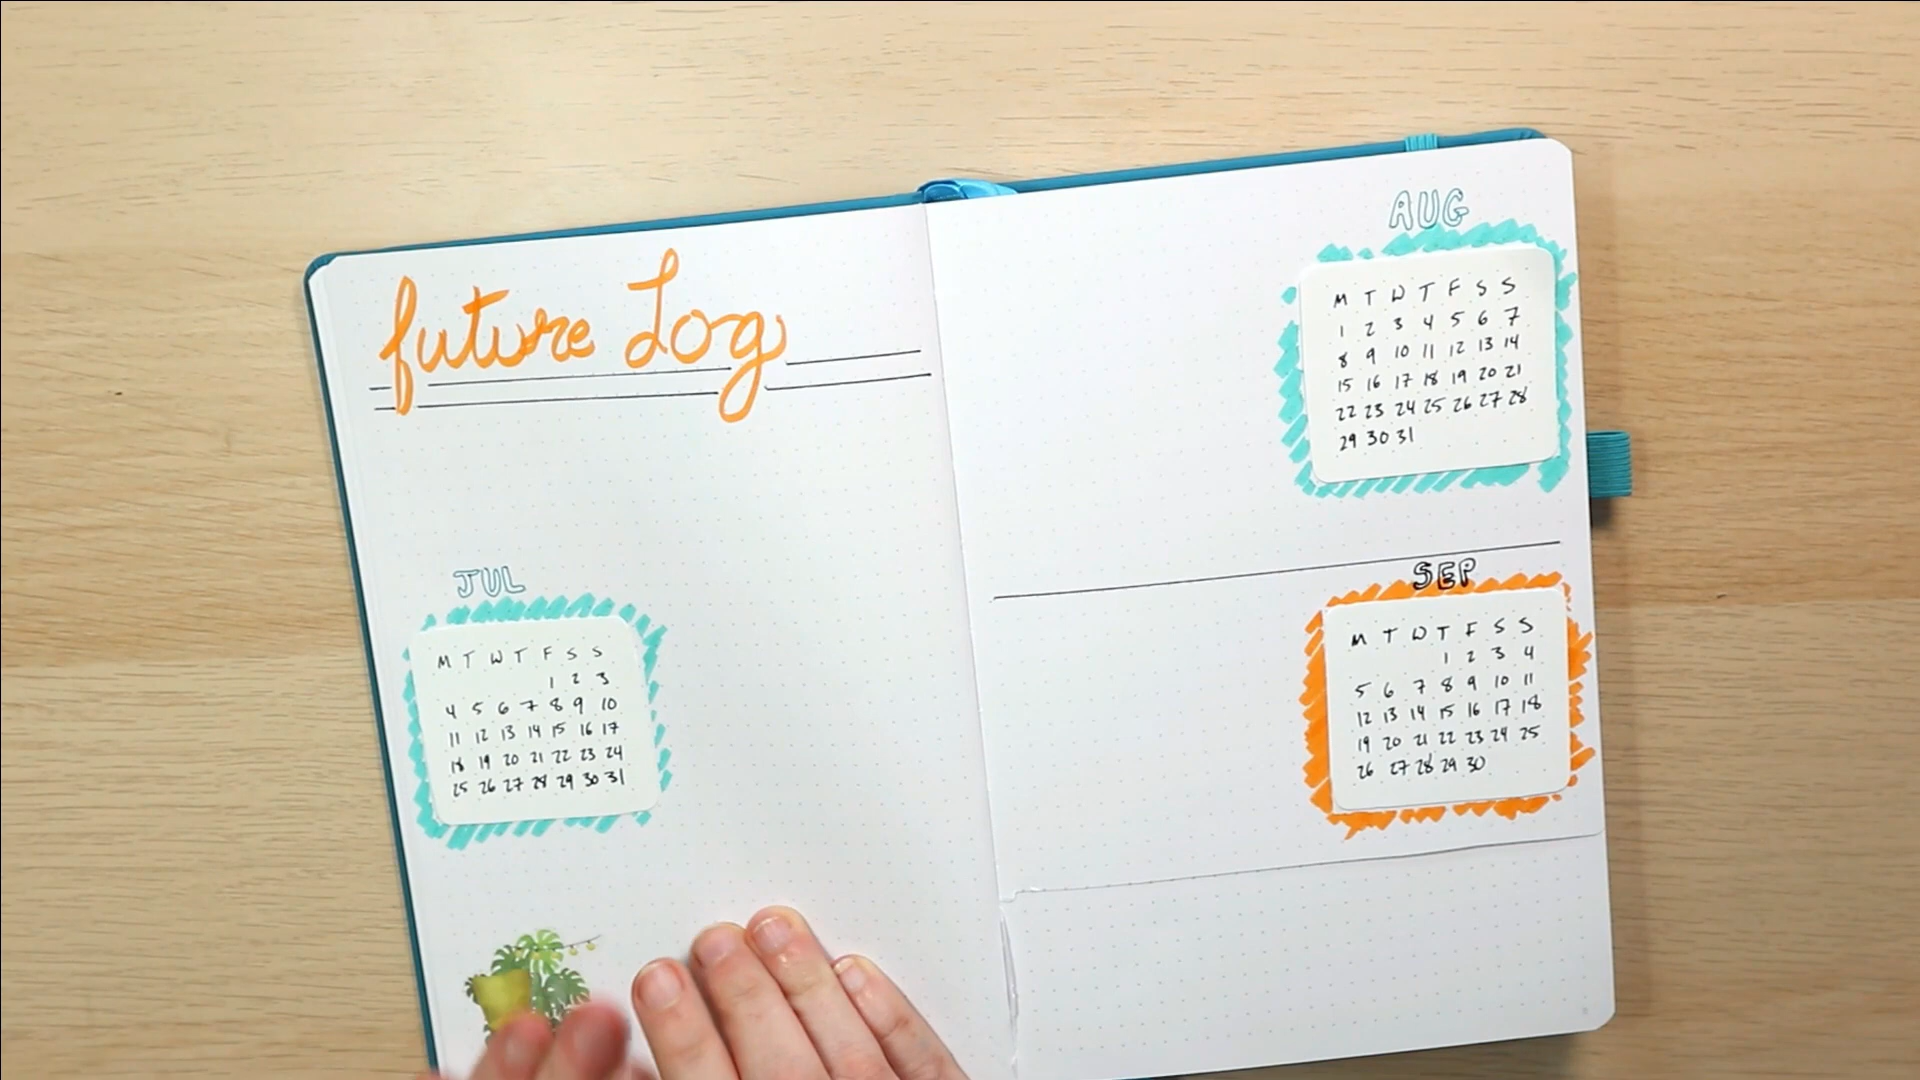 future Log
JUL
M T W T F S S
1 2 3
4 5 6 7 8 9 10
11 12 13 14 15 16 17
18 19 20 21 22 23 24
25 26 27 28 29 30 31
AUG
M T W T F S S
1 2 3 4 5 6 7
8 9 10 11 12 13 14
15 16 17 18 19 20 21
22 23 24 25 26 27 28
29 30 31
SEP
M T W T F S S
1 2 3 4
5 6 7 8 9 10 11
12 13 14 15 16 17 18
19 20 21 22 23 24 25
26 27 28 29 30